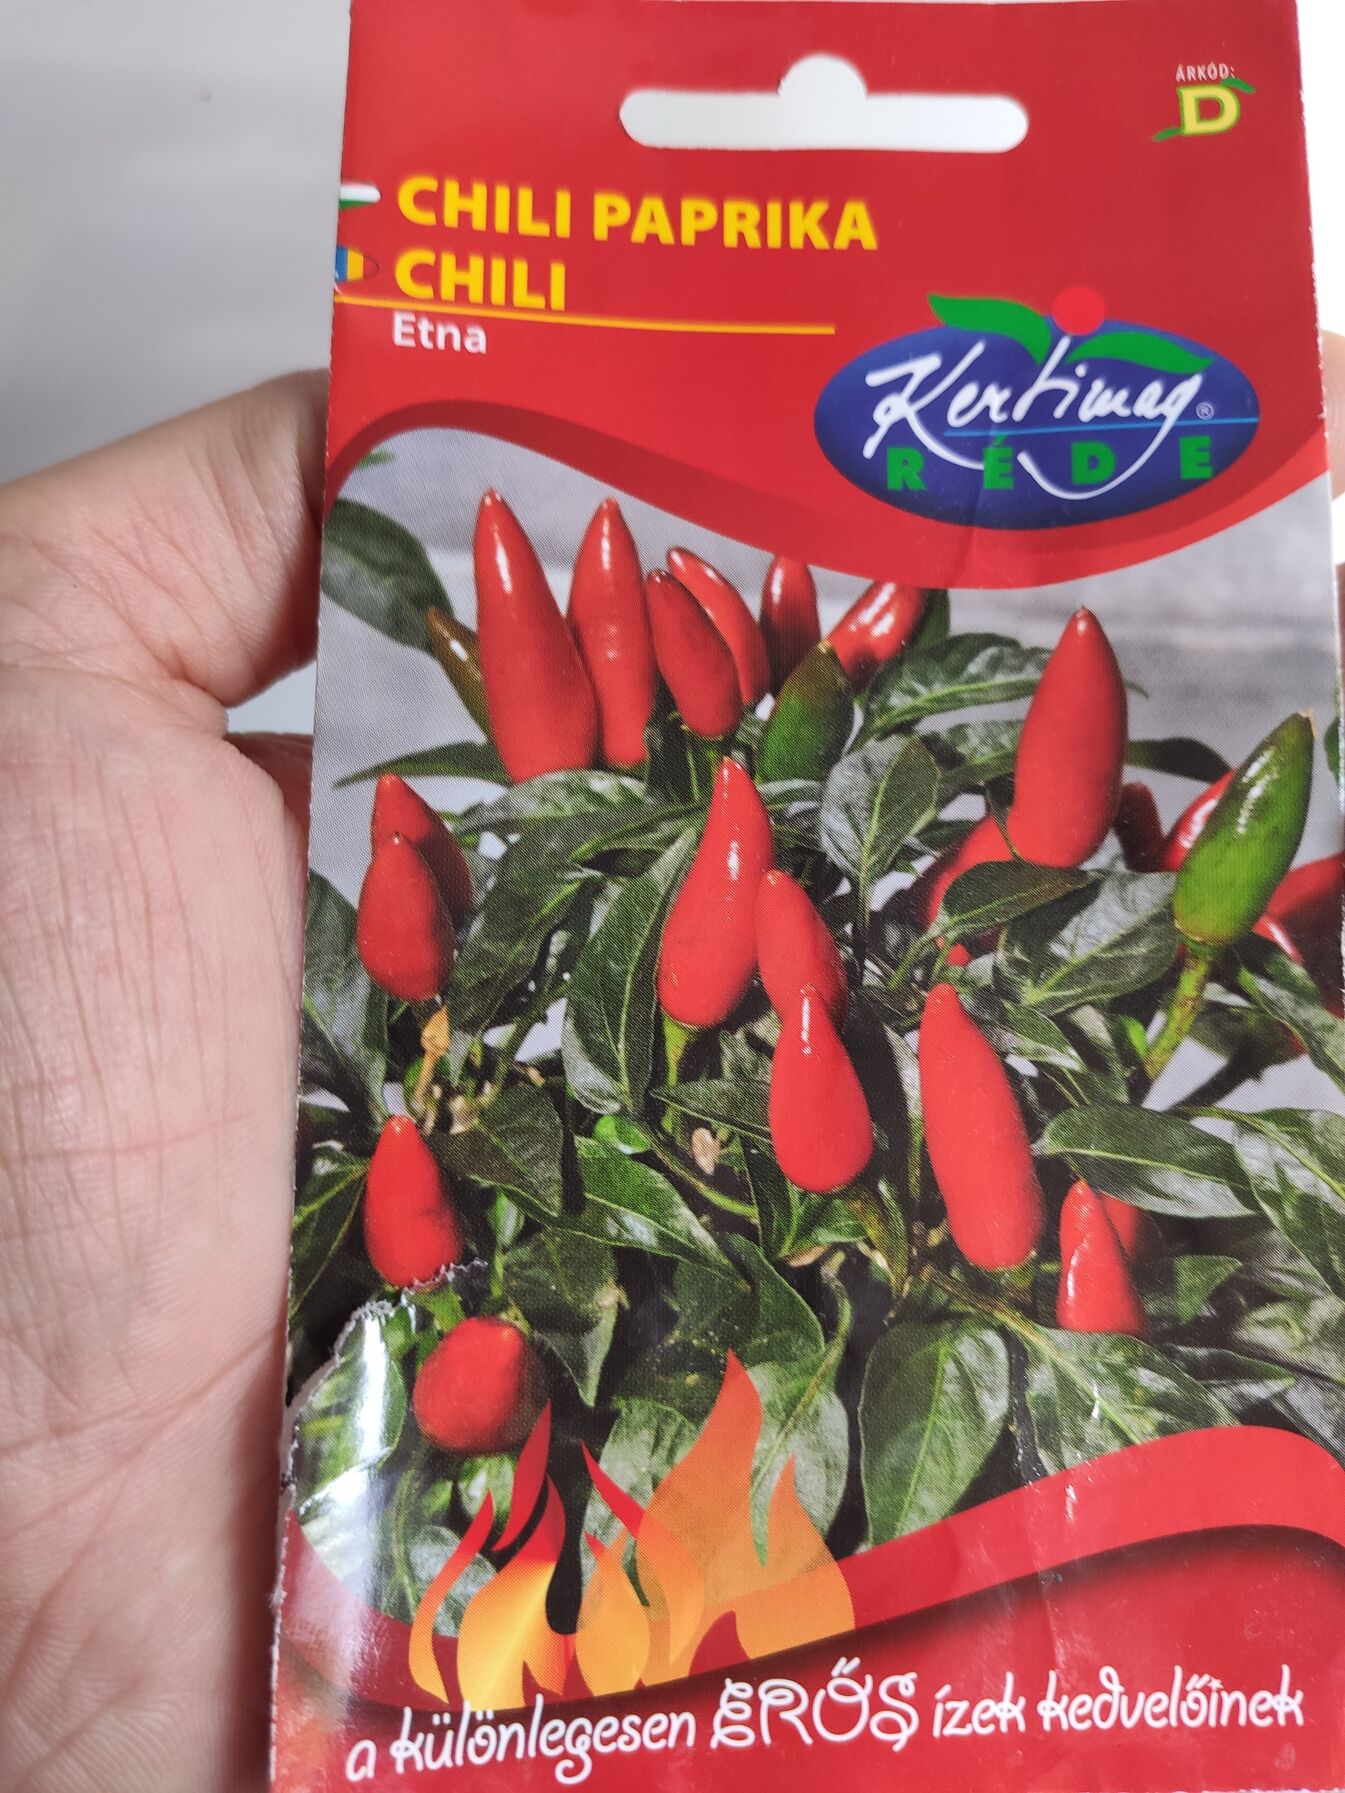 ÁRKÓD:
D
CHILI PAPRIKA
CHILI
Etna
Kertimag®
RÉDE
a különlegesen ERŐS ízek kedvelőinek